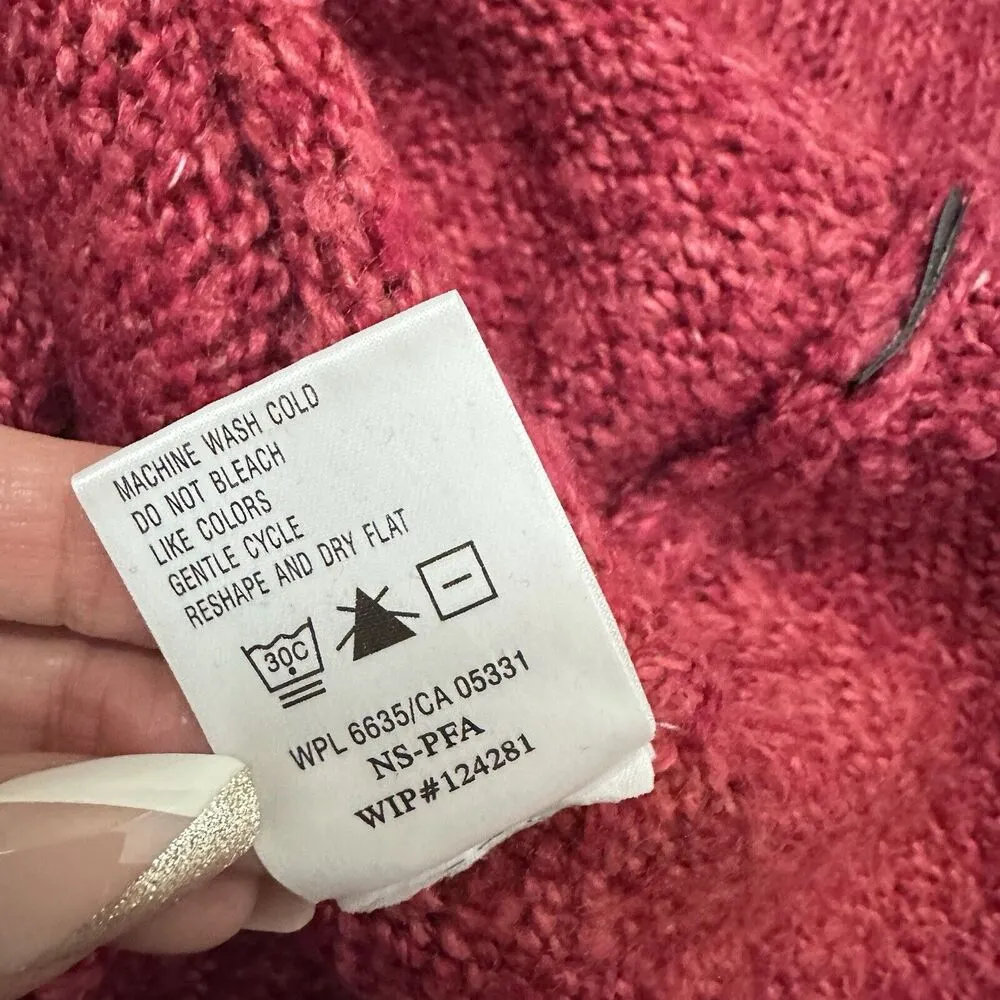 MACHINE WASH COLD
DO NOT BLEACH
LIKE COLORS
GENTLE CYCLE
RESHAPE AND DRY FLAT
30C
WPL 6635/CA 05331
NS-PFA
WIP#124281